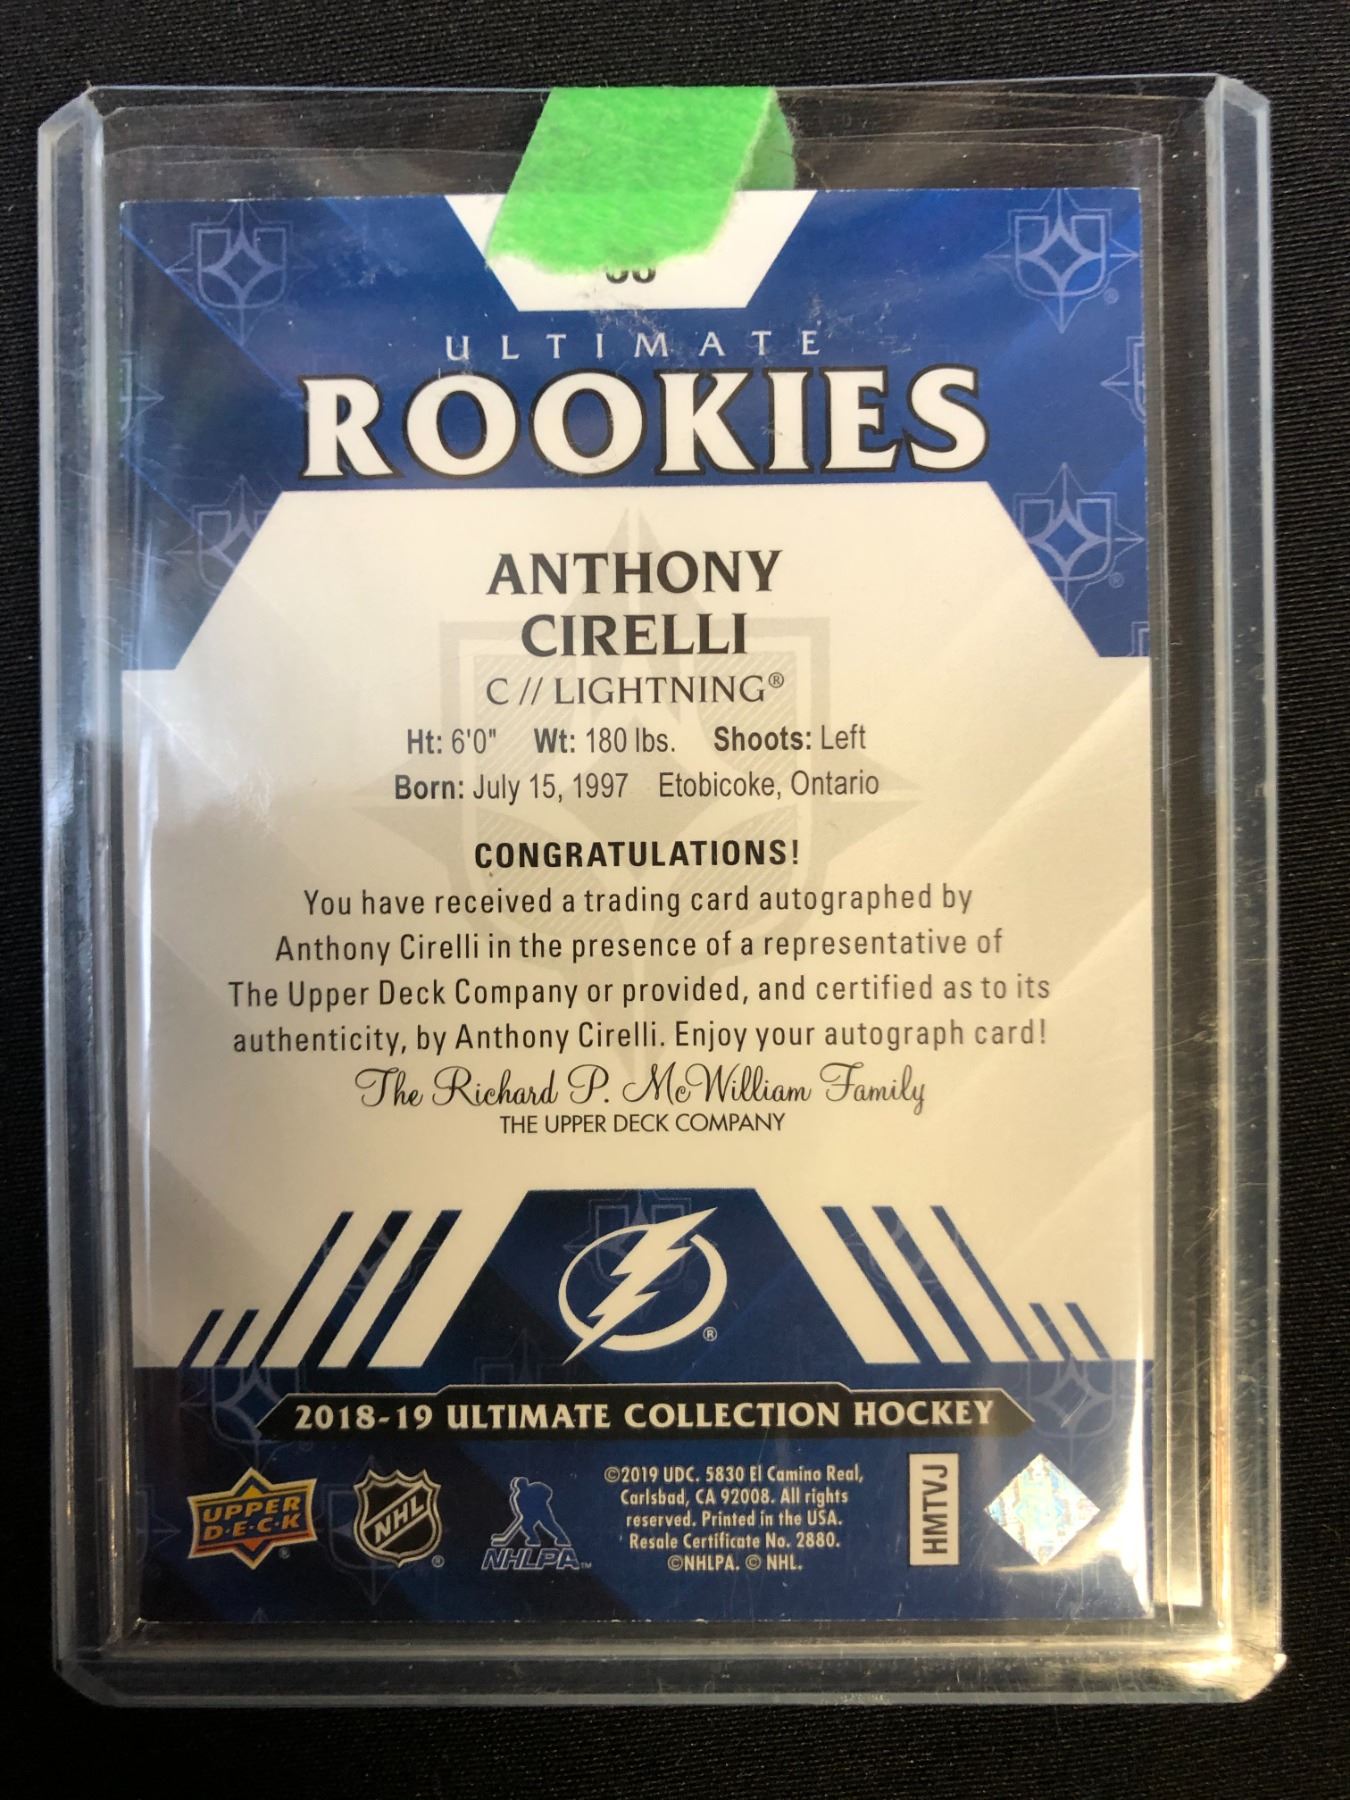 ULTIMATE
ROOKIES
ANTHONY
CIRELLI
C // LIGHTNING®
Ht: 6'0" Wt: 180 lbs. Shoots: Left
Born: July 15, 1997 Etobicoke, Ontario
CONGRATULATIONS!
You have received a trading card autographed by
Anthony Cirelli in the presence of a representative of
The Upper Deck Company or provided, and certified as to its
authenticity, by Anthony Cirelli. Enjoy your autograph card!
The Richard P. McWilliam Family
THE UPPER DECK COMPANY
®
2018-19 ULTIMATE COLLECTION HOCKEY
UPPER
D·E·C·K
®
NHL
®
NHLPA™
©2019 UDC. 5830 El Camino Real,
Carlsbad, CA 92008. All rights
reserved. Printed in the USA.
Resale Certificate No. 2880.
©NHLPA. © NHL.
HMTVJ